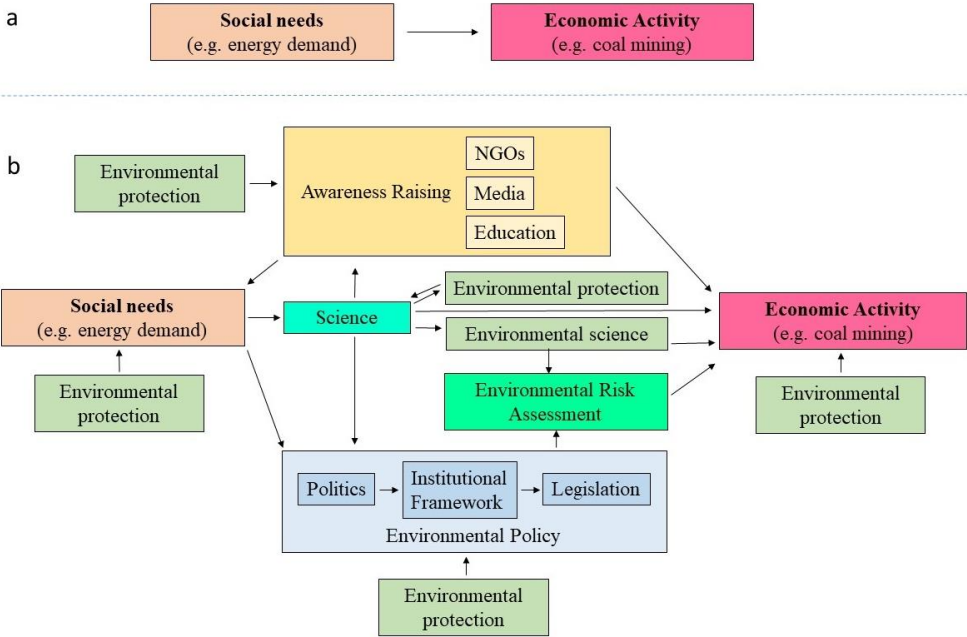 a
Social needs
(e.g. energy demand)
Economic Activity
(e.g. coal mining)
b
Environmental
protection
Awareness Raising
NGOs
Media
Education
Social needs
(e.g. energy demand)
Science
Environmental protection
Environmental science
Environmental Risk
Assessment
Economic Activity
(e.g. coal mining)
Environmental
protection
Environmental
protection
Politics
Institutional
Framework
Legislation
Environmental Policy
Environmental
protection